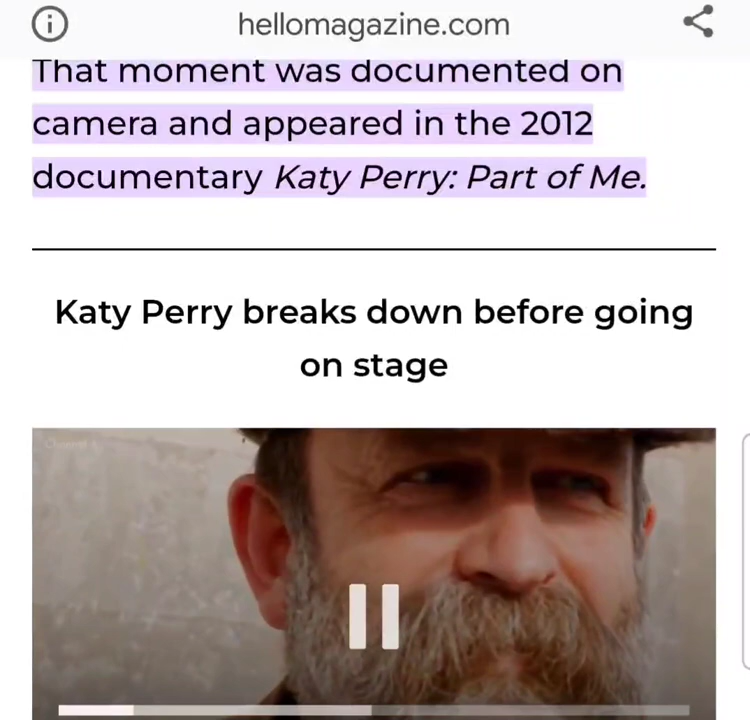 hellomagazine.com
That moment was documented on
camera and appeared in the 2012
documentary Katy Perry: Part of Me.
Katy Perry breaks down before going
on stage